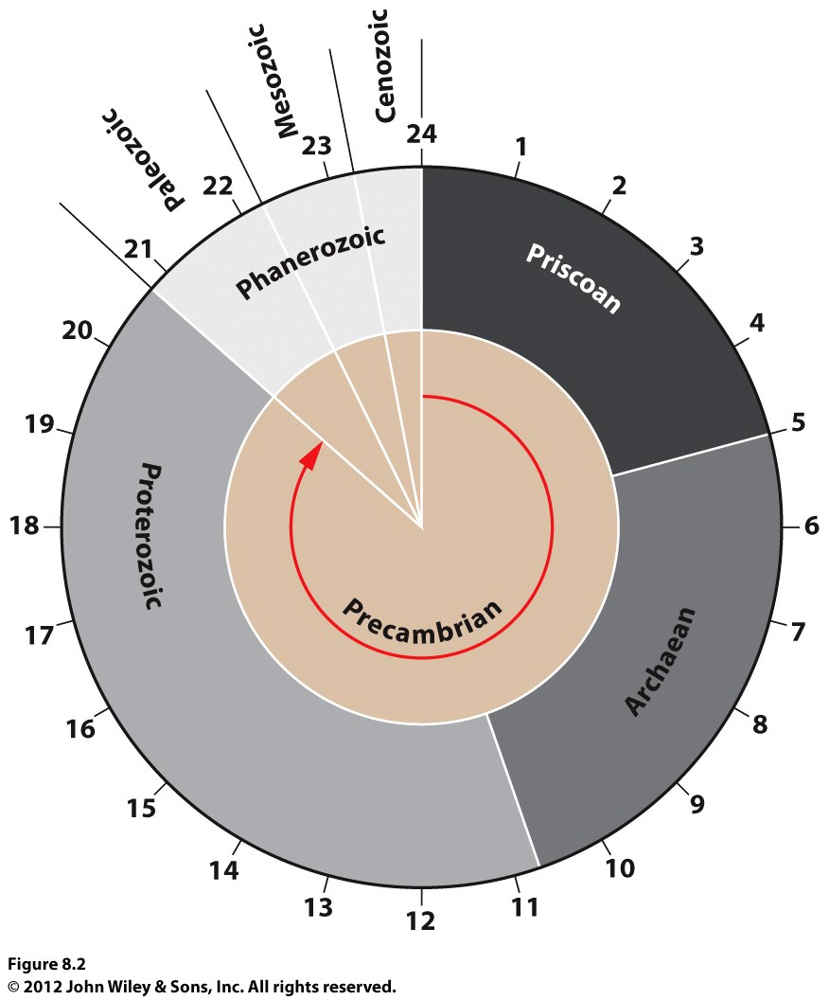 Paleozoic
Mesozoic
Cenozoic
24
1
2
3
4
5
6
7
8
9
10
11
12
13
14
15
16
17
18
19
20
21
22
23
Phanerozoic
Priscoan
Archaean
Proterozoic
Precambrian
Figure 8.2
© 2012 John Wiley & Sons, Inc. All rights reserved.